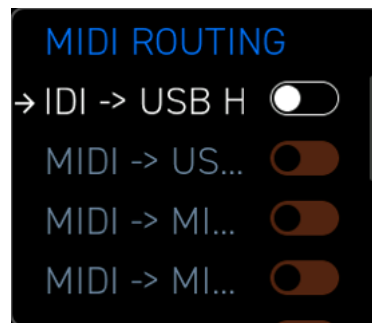 MIDI ROUTING
→ IDI -> USB H
MIDI -> US...
MIDI -> MI...
MIDI -> MI...